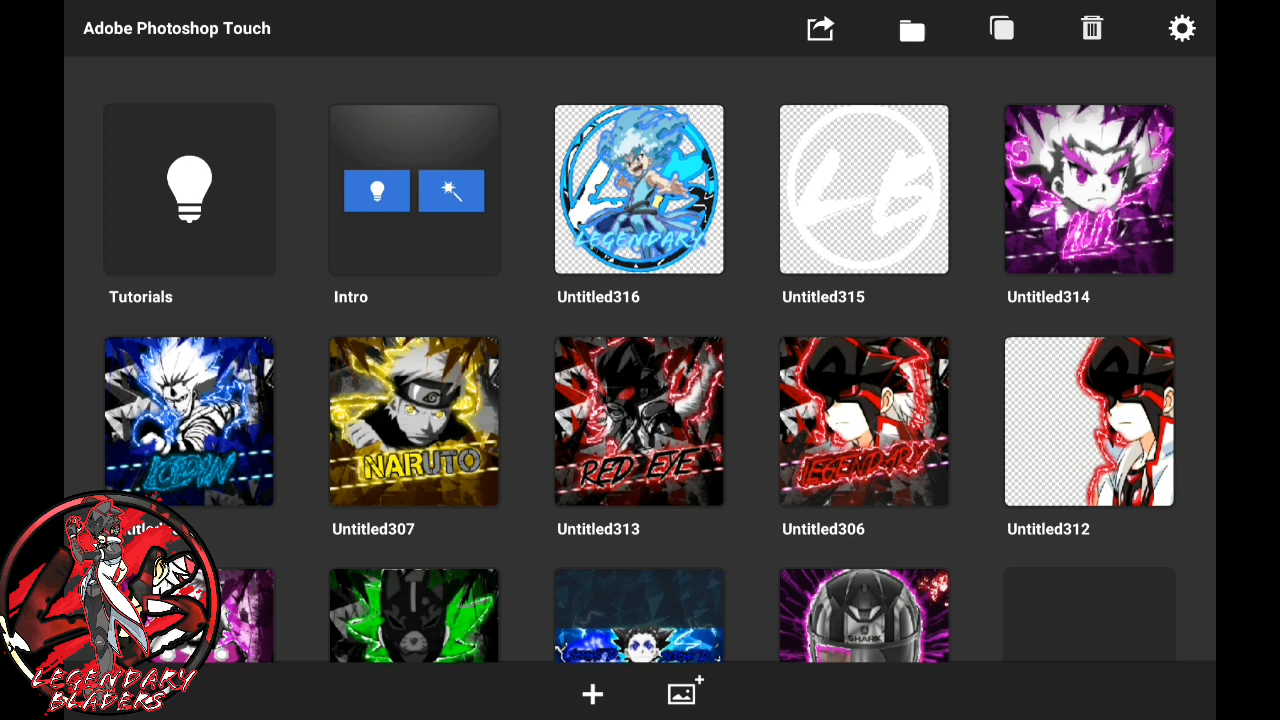 Adobe Photoshop Touch
Tutorials
Intro
LEGENDARY
Untitled316
LB
Untitled315
Untitled314
Untitled307
NARUTO
Untitled313
RED EYE
Untitled306
LEGENDARY
Untitled312
SHARK
LEGENDARY
BLADERS